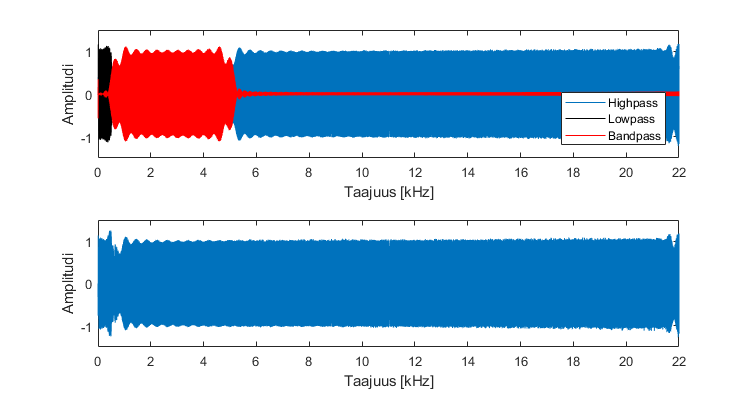 1
0
-1
Amplitudi
Highpass
Lowpass
Bandpass
0 2 4 6 8 10 12 14 16 18 20 22
Taajuus [kHz]
1
0
-1
Amplitudi
0 2 4 6 8 10 12 14 16 18 20 22
Taajuus [kHz]